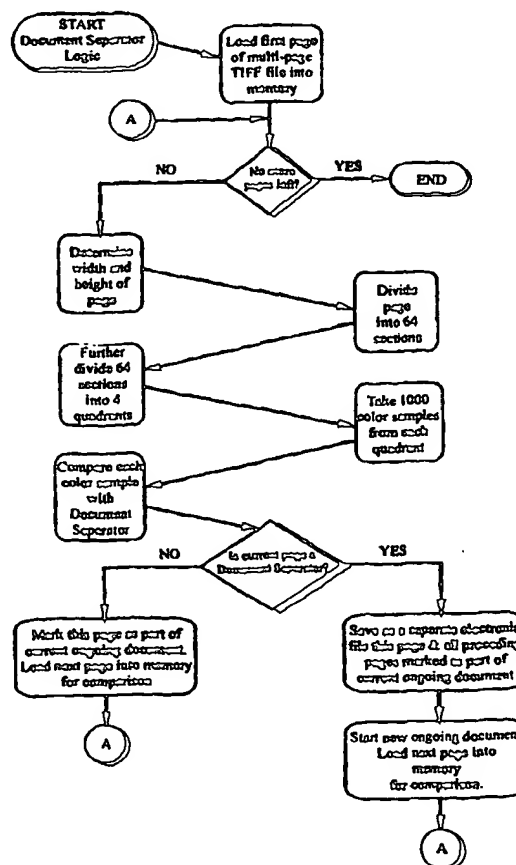 START
Document Seperator
Logic
Load first page
of multi-page
TIFF file into
memory
A
No more
pages left?
NO
YES
END
Determine
width and
height of
page
Divide
page
into 64
sections
Further
divide 64
sections
into 4
quadrants
Take 1000
color samples
from each
quadrant
Compare each
color sample
with
Document
Seperator
Is current page a
Document Seperator?
NO
YES
Mark this page as part of
current ongoing document.
Load next page into memory
for comparison
A
Save as a separate electronic
file this page & all preceding
pages marked as part of
current ongoing document
Start new ongoing document
Load next page into
memory
for comparison.
A